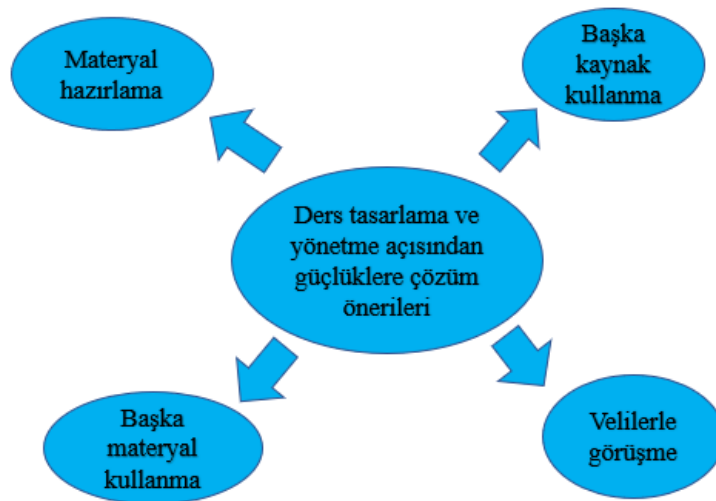 Materyal
hazırlama
Başka
kaynak
kullanma
Ders tasarlama ve
yönetme açısından
güçlüklere çözüm
önerileri
Başka
materyal
kullanma
Velilerle
görüşme